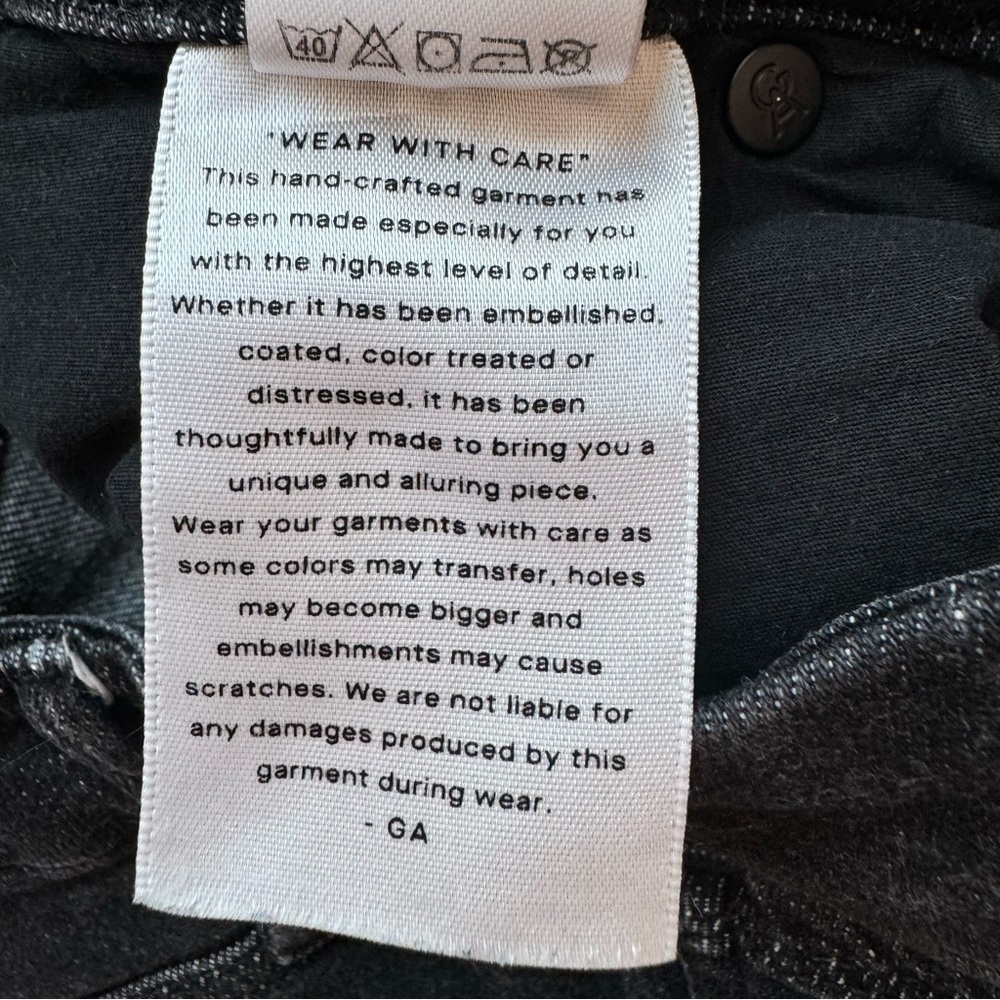 40
P
"WEAR WITH CARE"
This hand-crafted garment has
been made especially for you
with the highest level of detail.
Whether it has been embellished,
coated, color treated or
distressed, it has been
thoughtfully made to bring you a
unique and alluring piece.
Wear your garments with care as
some colors may transfer, holes
may become bigger and
embellishments may cause
scratches. We are not liable for
any damages produced by this
garment during wear.
- GA